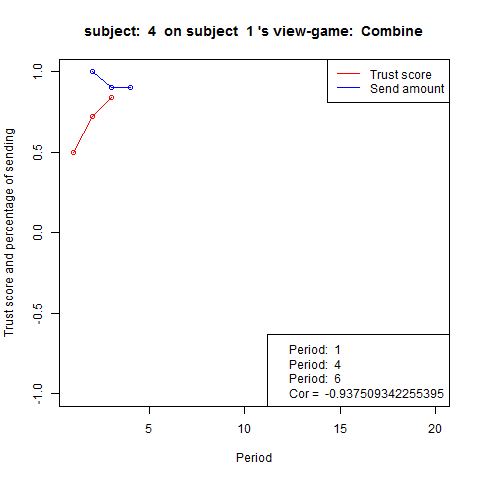 subject:  4  on subject  1 's view-game:  Combine
Trust score
Send amount
Trust score and percentage of sending
1.0
0.5
0.0
-0.5
-1.0
Period:  1
Period:  4
Period:  6
Cor =  -0.937509342255395
5
10
15
20
Period